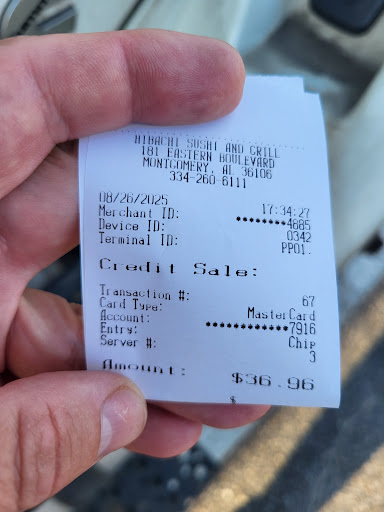 HIBACHI SUSHI AND GRILL
181 EASTERN BOULEVARD
MONTGOMERY, AL 36106
334-260-6111
08/26/2025 17:34:27
Merchant ID: ********4885
Device ID: 0342
Terminal ID: PP01.
Credit Sale:
Transaction #: 67
Card Type: MasterCard
Account: ************7916
Entry: Chip
Server #: 3
Amount: $36.96
$